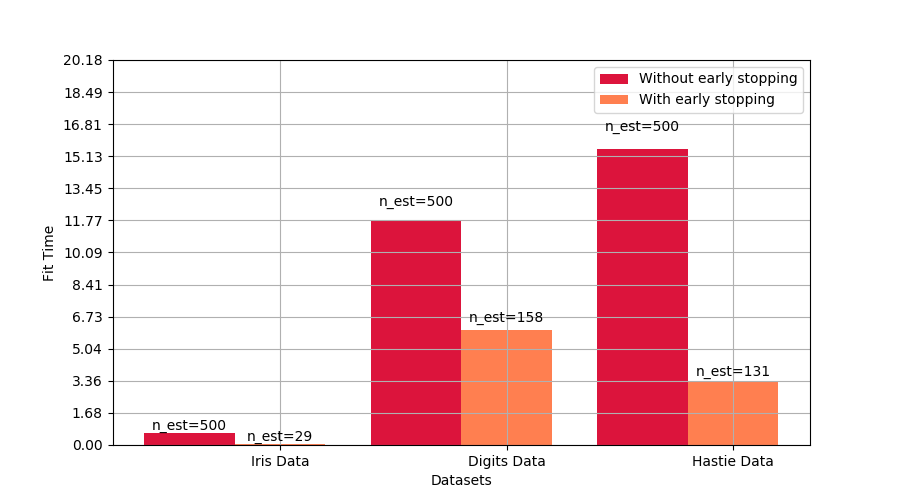 20.18
18.49
16.81
15.13
13.45
11.77
10.09
8.41
6.73
5.04
3.36
1.68
0.00
Fit Time
Without early stopping
With early stopping
n_est=500
n_est=500
n_est=158
n_est=131
n_est=500
n_est=29
Iris Data
Digits Data
Hastie Data
Datasets